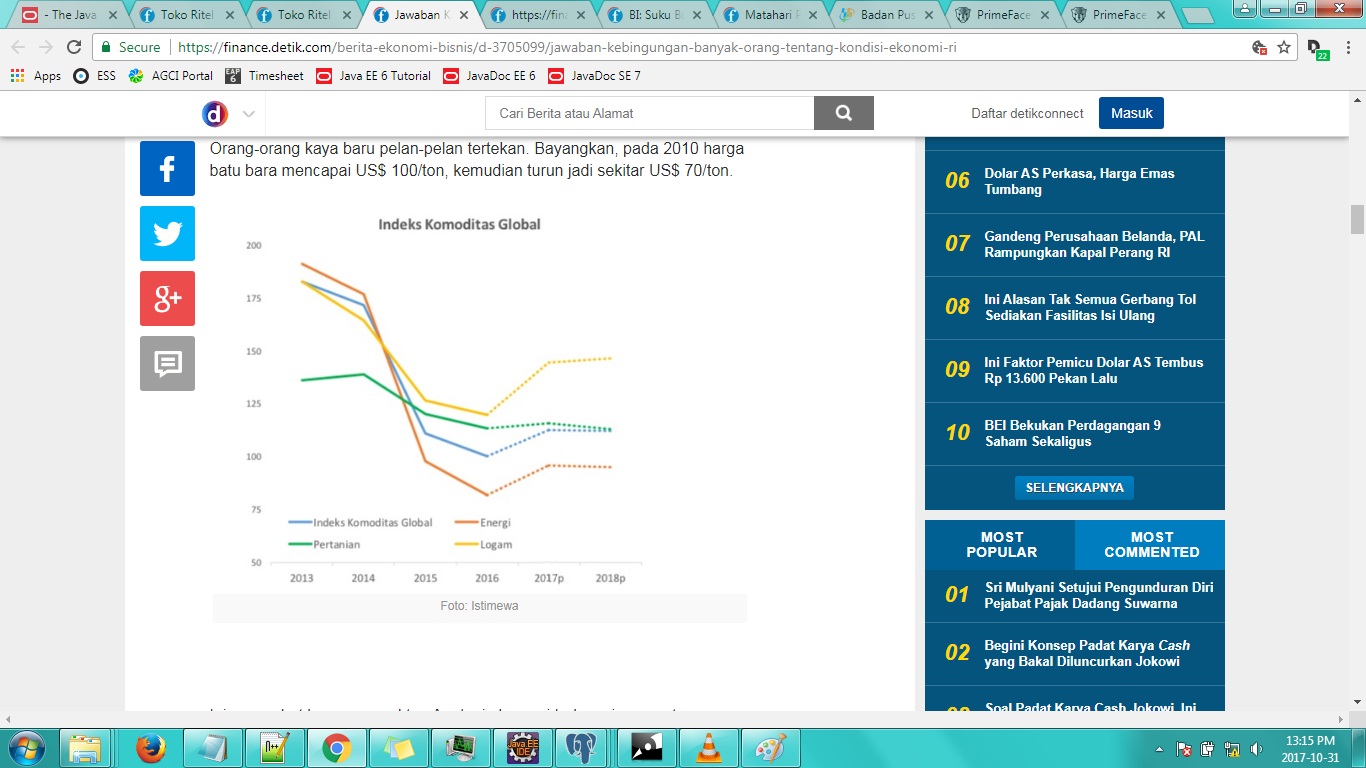 - The Java
Toko Ritel
Toko Ritel
Jawaban K
https://fina
BI: Suku B
Matahari
Badan Pus
PrimeFace
PrimeFace
Secure
https://finance.detik.com/berita-ekonomi-bisnis/d-3705099/jawaban-kebingungan-banyak-orang-tentang-kondisi-ekonomi-ri
22
Apps
ESS
AGCI Portal
EAP 6
Timesheet
Java EE 6 Tutorial
JavaDoc EE 6
JavaDoc SE 7
d
Cari Berita atau Alamat
Daftar detikconnect
Masuk
f
g+
Orang-orang kaya baru pelan-pelan tertekan. Bayangkan, pada 2010 harga
batu bara mencapai US$ 100/ton, kemudian turun jadi sekitar US$ 70/ton.
Indeks Komoditas Global
200
175
150
125
100
75
50
Indeks Komoditas Global
Energi
Pertanian
Logam
2013
2014
2015
2016
2017p
2018p
Foto: Istimewa
06
Dolar AS Perkasa, Harga Emas
Tumbang
07
Gandeng Perusahaan Belanda, PAL
Rampungkan Kapal Perang RI
08
Ini Alasan Tak Semua Gerbang Tol
Sediakan Fasilitas Isi Ulang
09
Ini Faktor Pemicu Dolar AS Tembus
Rp 13.600 Pekan Lalu
10
BEI Bekukan Perdagangan 9
Saham Sekaligus
SELENGKAPNYA
MOST
POPULAR
MOST
COMMENTED
01
Sri Mulyani Setujui Pengunduran Diri
Pejabat Pajak Dadang Suwarna
02
Begini Konsep Padat Karya Cash
yang Bakal Diluncurkan Jokowi
03
Soal Padat Karya Cash Jokowi, Ini
n++
Java EE
IDE
13:15 PM
2017-10-31